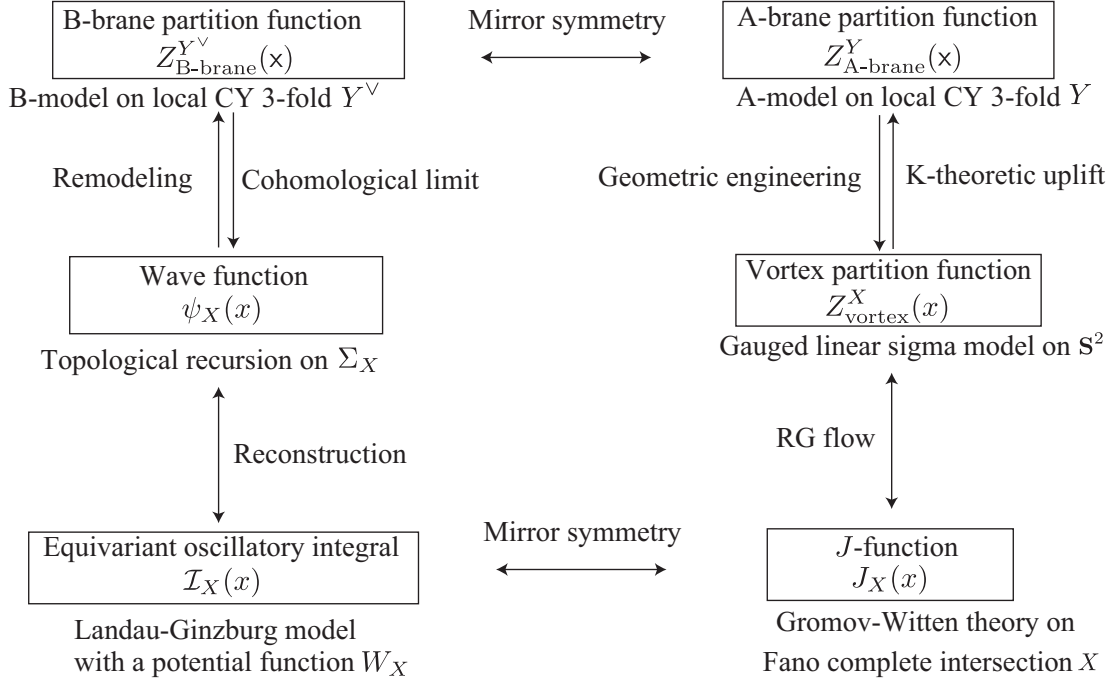 B-brane partition function
Z^{Y^∨}_{B-brane}(x)
B-model on local CY 3-fold Y^∨
Mirror symmetry
A-brane partition function
Z^{Y}_{A-brane}(x)
A-model on local CY 3-fold Y
Remodeling
Cohomological limit
Geometric engineering
K-theoretic uplift
Wave function
ψ_X(x)
Topological recursion on Σ_X
Vortex partition function
Z^{X}_{vortex}(x)
Gauged linear sigma model on S^2
Reconstruction
RG flow
Equivariant oscillatory integral
I_X(x)
Landau-Ginzburg model
with a potential function W_X
Mirror symmetry
J-function
J_X(x)
Gromov-Witten theory on
Fano complete intersection X